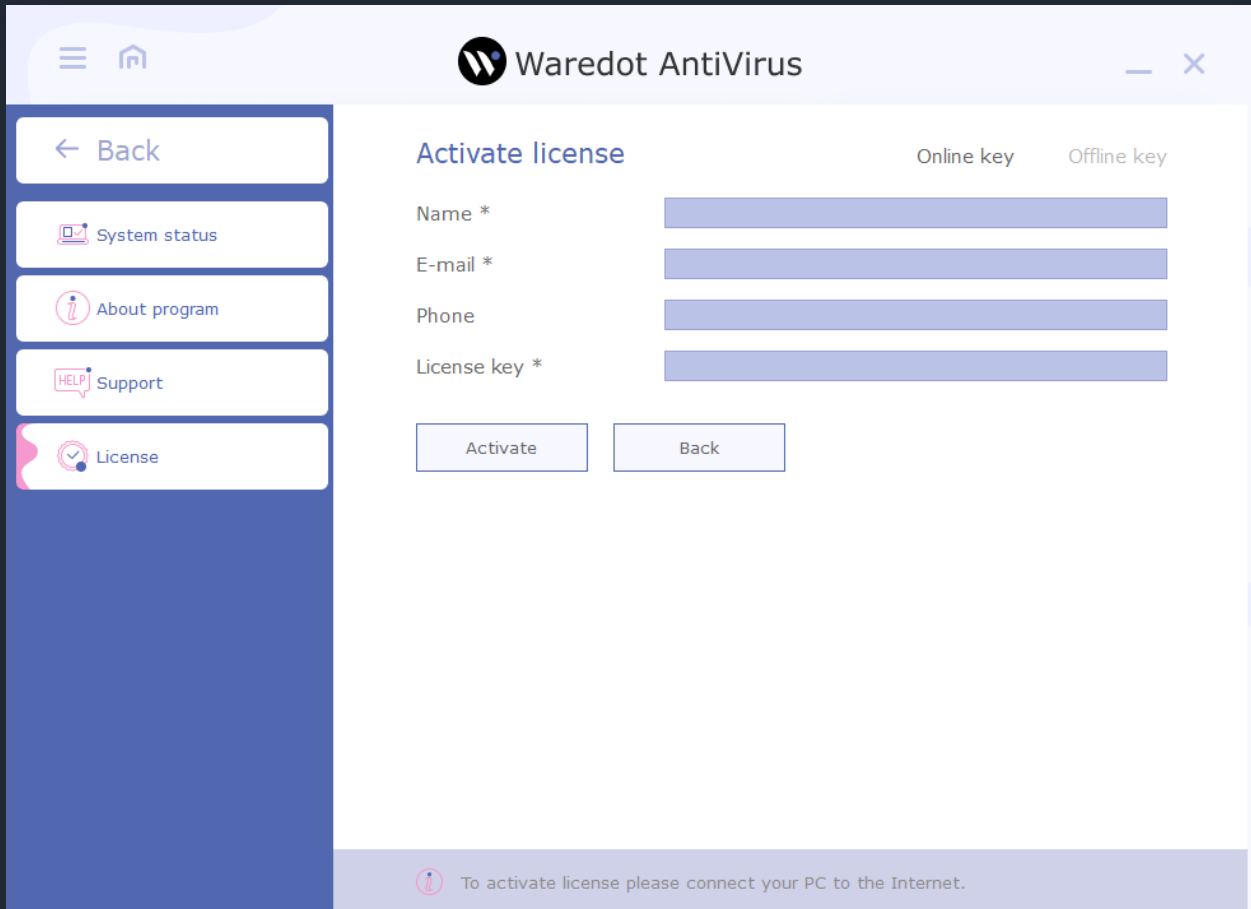 Waredot AntiVirus
Back
System status
About program
HELP
Support
License
Activate license
Online key
Offline key
Name *
E-mail *
Phone
License key *
Activate
Back
To activate license please connect your PC to the Internet.